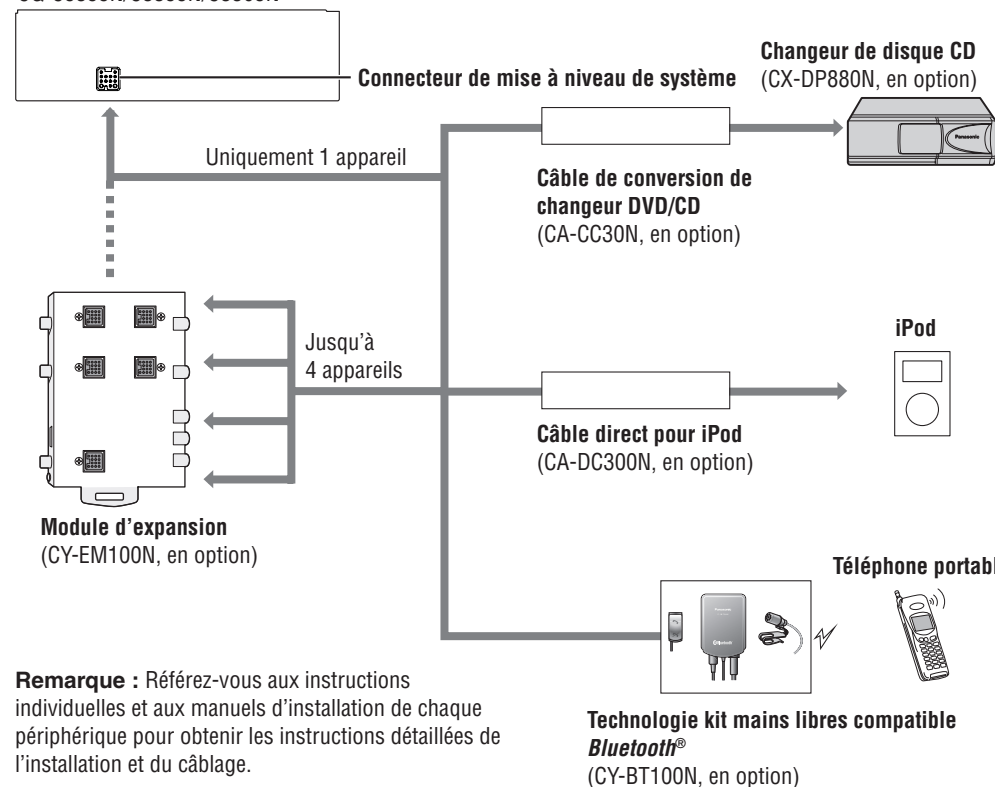 Connecteur de mise à niveau de système
Changeur de disque CD
(CX-DP880N, en option)
Panasonic
Uniquement 1 appareil
Câble de conversion de
changeur DVD/CD
(CA-CC30N, en option)
Jusqu'à
4 appareils
iPod
Câble direct pour iPod
(CA-DC300N, en option)
Module d'expansion
(CY-EM100N, en option)
Téléphone portabl
Panasonic
Bluetooth
Technologie kit mains libres compatible
Bluetooth®
(CY-BT100N, en option)
Remarque : Référez-vous aux instructions
individuelles et aux manuels d'installation de chaque
périphérique pour obtenir les instructions détaillées de
l'installation et du câblage.